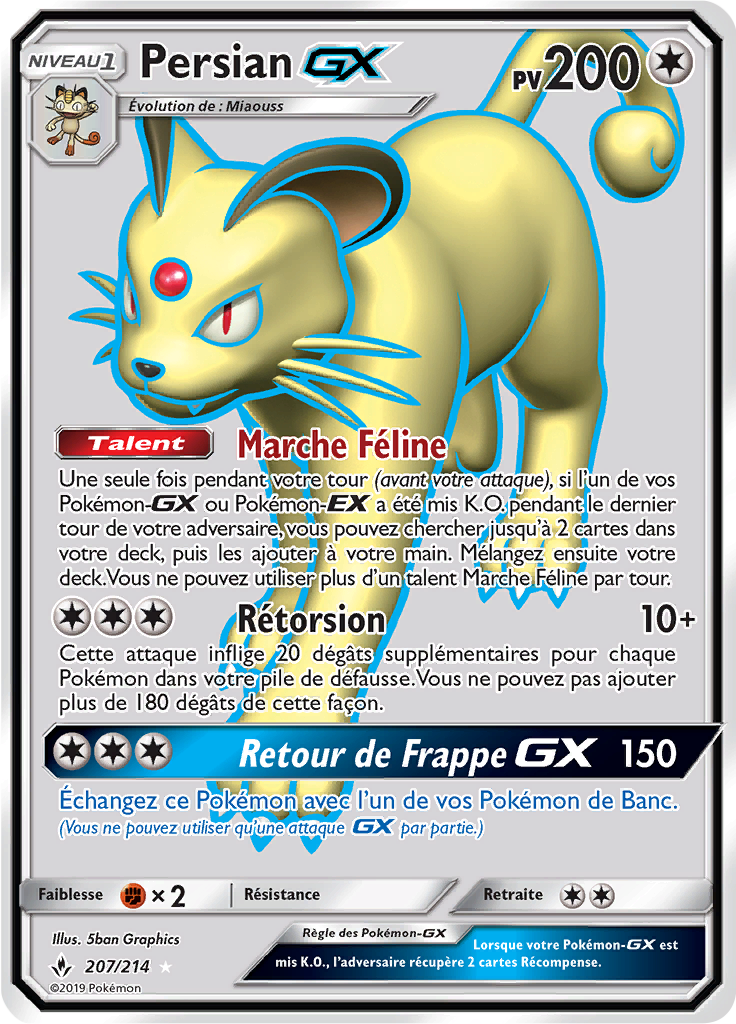 NIVEAU 1
Persian GX
PV 200
Évolution de : Miaouss
Talent Marche Féline
Une seule fois pendant votre tour (avant votre attaque), si l'un de vos
Pokémon-GX ou Pokémon-EX a été mis K.O. pendant le dernier
tour de votre adversaire, vous pouvez chercher jusqu'à 2 cartes dans
votre deck, puis les ajouter à votre main. Mélangez ensuite votre
deck. Vous ne pouvez utiliser plus d'un talent Marche Féline par tour.
Rétorsion 10+
Cette attaque inflige 20 dégâts supplémentaires pour chaque
Pokémon dans votre pile de défausse. Vous ne pouvez pas ajouter
plus de 180 dégâts de cette façon.
Retour de Frappe GX 150
Échangez ce Pokémon avec l'un de vos Pokémon de Banc.
(Vous ne pouvez utiliser qu'une attaque GX par partie.)
Faiblesse ×2 Résistance Retraite
Illus. 5ban Graphics
207/214
©2019 Pokémon
Règle des Pokémon-GX
Lorsque votre Pokémon-GX est
mis K.O., l'adversaire récupère 2 cartes Récompense.